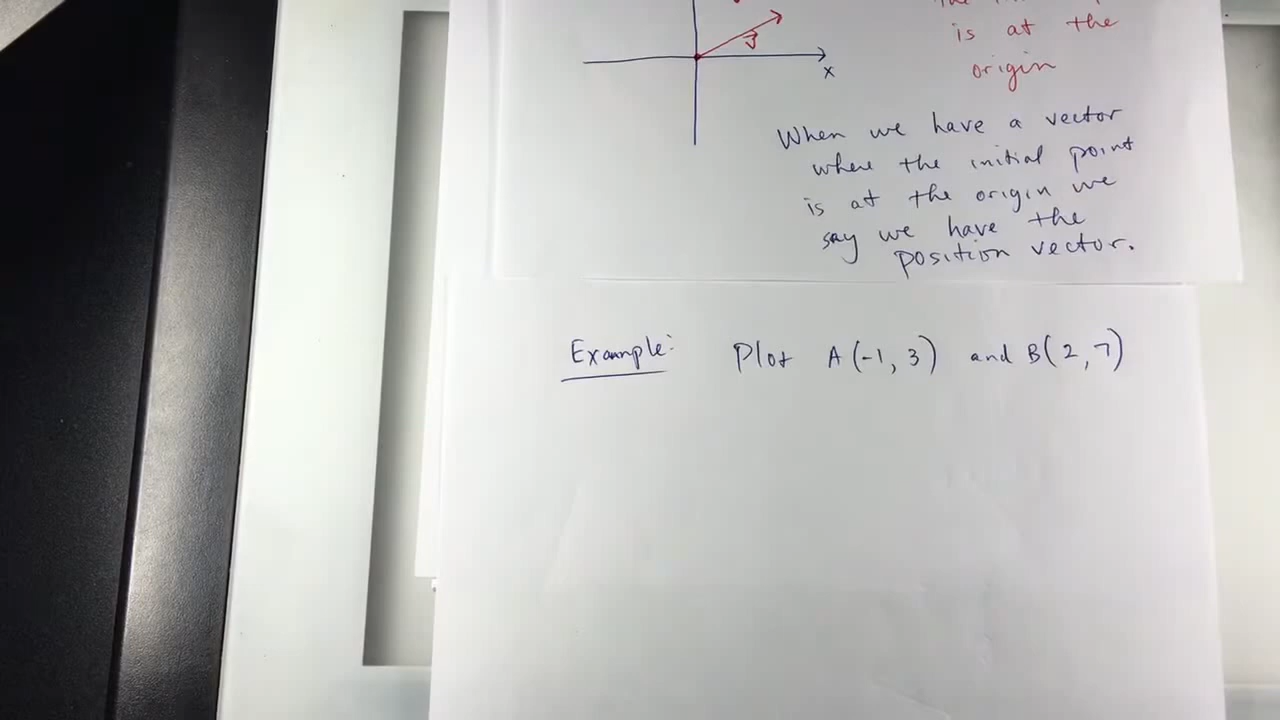 is at the
origin
x
When we have a vector
where the initial point
is at the origin we
say we have the
position vector.
Example: Plot A(-1, 3) and B(2, 7)